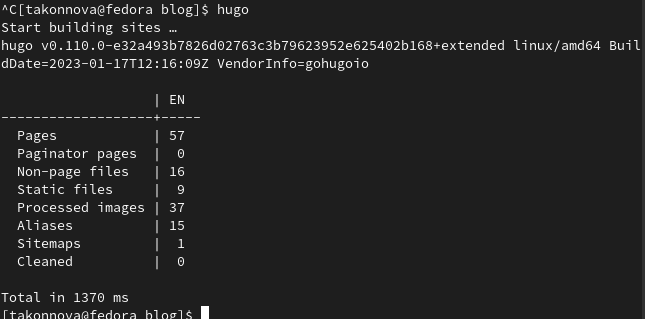 ^C[takonnova@fedora blog]$ hugo
Start building sites …
hugo v0.110.0-e32a493b7826d02763c3b79623952e625402b168+extended linux/amd64 Buil
dDate=2023-01-17T12:16:09Z VendorInfo=gohugoio
                   | EN
-------------------+-----
  Pages            | 57
  Paginator pages  |  0
  Non-page files   | 16
  Static files     |  9
  Processed images | 37
  Aliases          | 15
  Sitemaps         |  1
  Cleaned          |  0
Total in 1370 ms
[takonnova@fedora blog]$